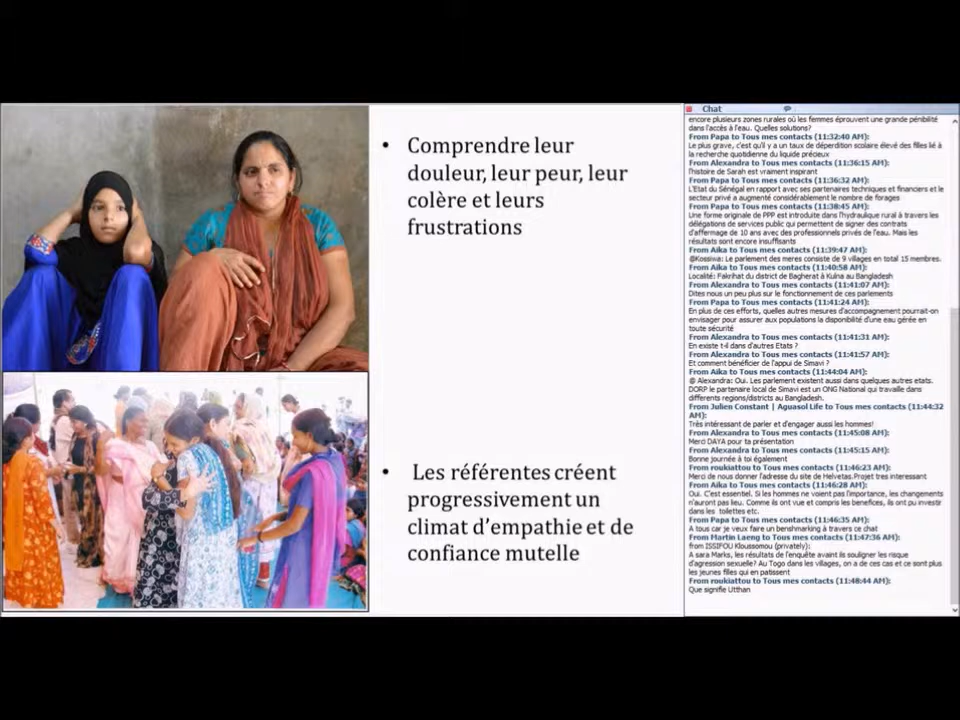 • Comprendre leur
douleur, leur peur, leur
colère et leurs
frustrations
• Les référentes créent
progressivement un
climat d'empathie et de
confiance mutelle
Chat
encore plusieurs zones rurales où les femmes éprouvent une grande pénibilité
dans l'accès à l'eau. Quelles solutions?
From Papa to Tous mes contacts (11:32:40 AM):
Le plus grave, c'est qu'il y a un taux de déperdition scolaire élevé des filles lié à
la recherche quotidienne du liquide précieux
From Alexandra to Tous mes contacts (11:36:15 AM):
l'histoire de Sarah est vraiment inspirant
From Papa to Tous mes contacts (11:36:32 AM):
L'Etat du Sénégal en rapport avec ses partenaires techniques et financiers et le
secteur privé a augmenté considérablement le nombre de forages
From Papa to Tous mes contacts (11:38:45 AM):
Une forme originale de PPP est introduite dans l'hydraulique rural à travers les
délégations de services public qui permettent de signer des contrats
d'affermage de 10 ans avec des professionnels privés de l'eau. Mais les
résultats sont encore insuffisants
From Aika to Tous mes contacts (11:39:47 AM):
@Kossiwa: Le parlement des meres consiste de 9 villages en total 15 membres.
From Aika to Tous mes contacts (11:40:58 AM):
Localité: Fakrihat du district de Bagherat à Kulna au Bangladesh
From Alexandra to Tous mes contacts (11:41:07 AM):
Dites nous un peu plus sur le fonctionnement de ces parlements
From Papa to Tous mes contacts (11:41:24 AM):
En plus de ces efforts, quelles autres mesures d'accompagnement pourrait-on
envisager pour assurer aux populations la disponibilité d'une eau gérée en
toute sécurité
From Alexandra to Tous mes contacts (11:41:31 AM):
En existe t-il dans d'autres Etats ?
From Alexandra to Tous mes contacts (11:41:57 AM):
Et comment bénéficier de l'appui de Simavi ?
From Aika to Tous mes contacts (11:44:04 AM):
@ Alexandra: Oui. Les parlement existent aussi dans quelques autres etats.
DORP le partenaire local de Simavi est un ONG National qui travaille dans
differents regions/districts au Bangladesh.
From Julien Constant | Aguasol Life to Tous mes contacts (11:44:32
AM):
Très intéressant de parler et d'engager aussi les hommes!
From Alexandra to Tous mes contacts (11:45:08 AM):
Merci DAYA pour ta présentation
From Alexandra to Tous mes contacts (11:45:15 AM):
Bonne journée à toi également
From roukiattou to Tous mes contacts (11:46:23 AM):
Merci de nous donner l'adresse du site de Helvetas.Projet tres interessant
From Aika to Tous mes contacts (11:46:28 AM):
Oui. C'est essentiel. Si les hommes ne voient pas l'importance, les changements
n'auront pas lieu. Comme ils ont vue et compris les benefices, ils ont pu investir
dans les toilettes etc.
From Papa to Tous mes contacts (11:46:35 AM):
A tous car je veux faire un benshmarking à travers ce chat
From Martin Laeng to Tous mes contacts (11:47:36 AM):
from ISSIFOU Kloussomou (privately):
A sara Marks, les résultats de l'enquête avaint ils souligner les risque
d'agression sexuelle? Au Togo dans les villages, on a de ces cas et ce sont plus
les jeunes filles qui en patissent
From roukiattou to Tous mes contacts (11:48:44 AM):
Que signifie Utthan